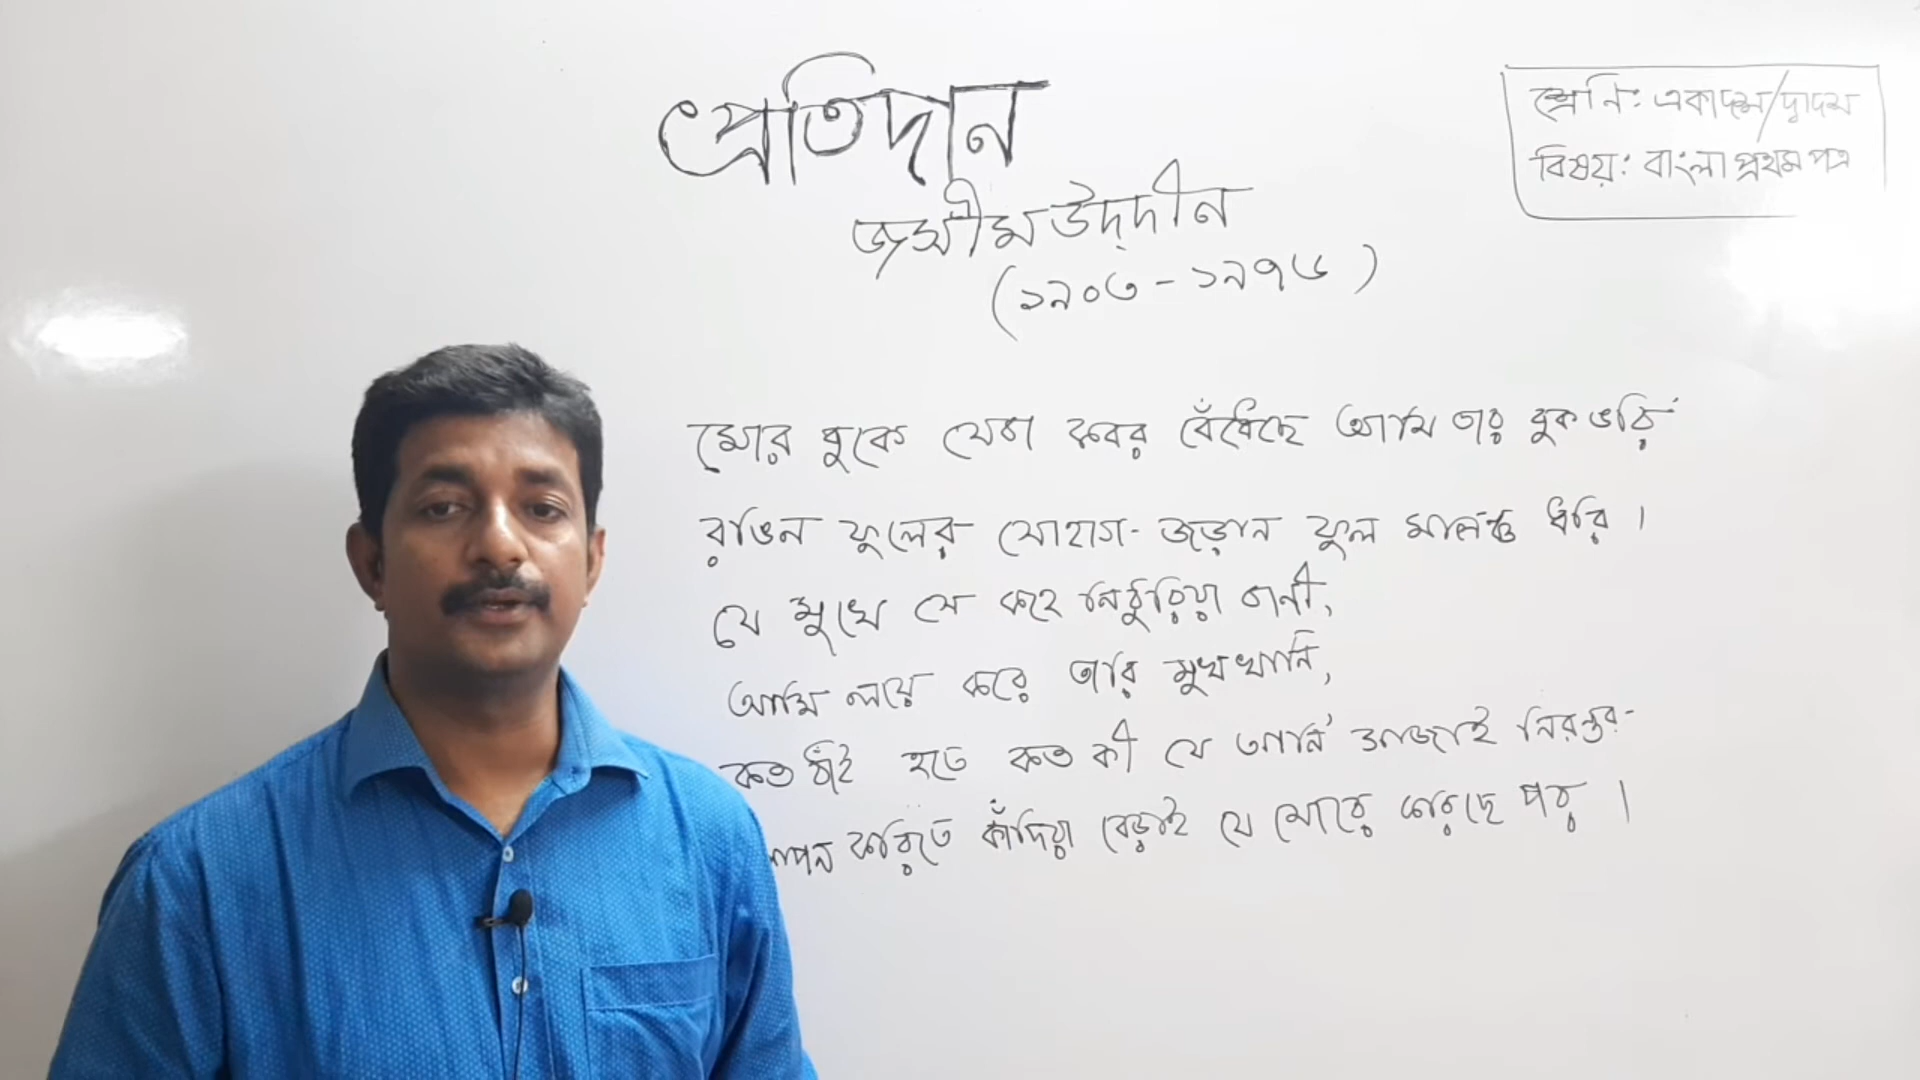 প্রতিদান
জসীমউদ্‌দীন
(১৯০৩ - ১৯৭৬)
শ্রেনি: একাদশ/দ্বাদশ
বিষয়: বাংলা প্রথম পত্র
মোর বুকে যেবা কবর বেঁধেছে আমি তার বুক ভরি
রঙিন ফুলের সোহাগ-জড়ান ফুল মালঞ্চ ধরি।
যে মুখে সে কহে নিঠুরিয়া বানী,
আমি লয়ে করে তারি মুখখানি,
কত ঠাঁই হতে কত কী যে আনি সাজাই নিরন্তর-
াপন করিতে কাঁদিয়া বেড়াই যে মোরে করেছে পর।